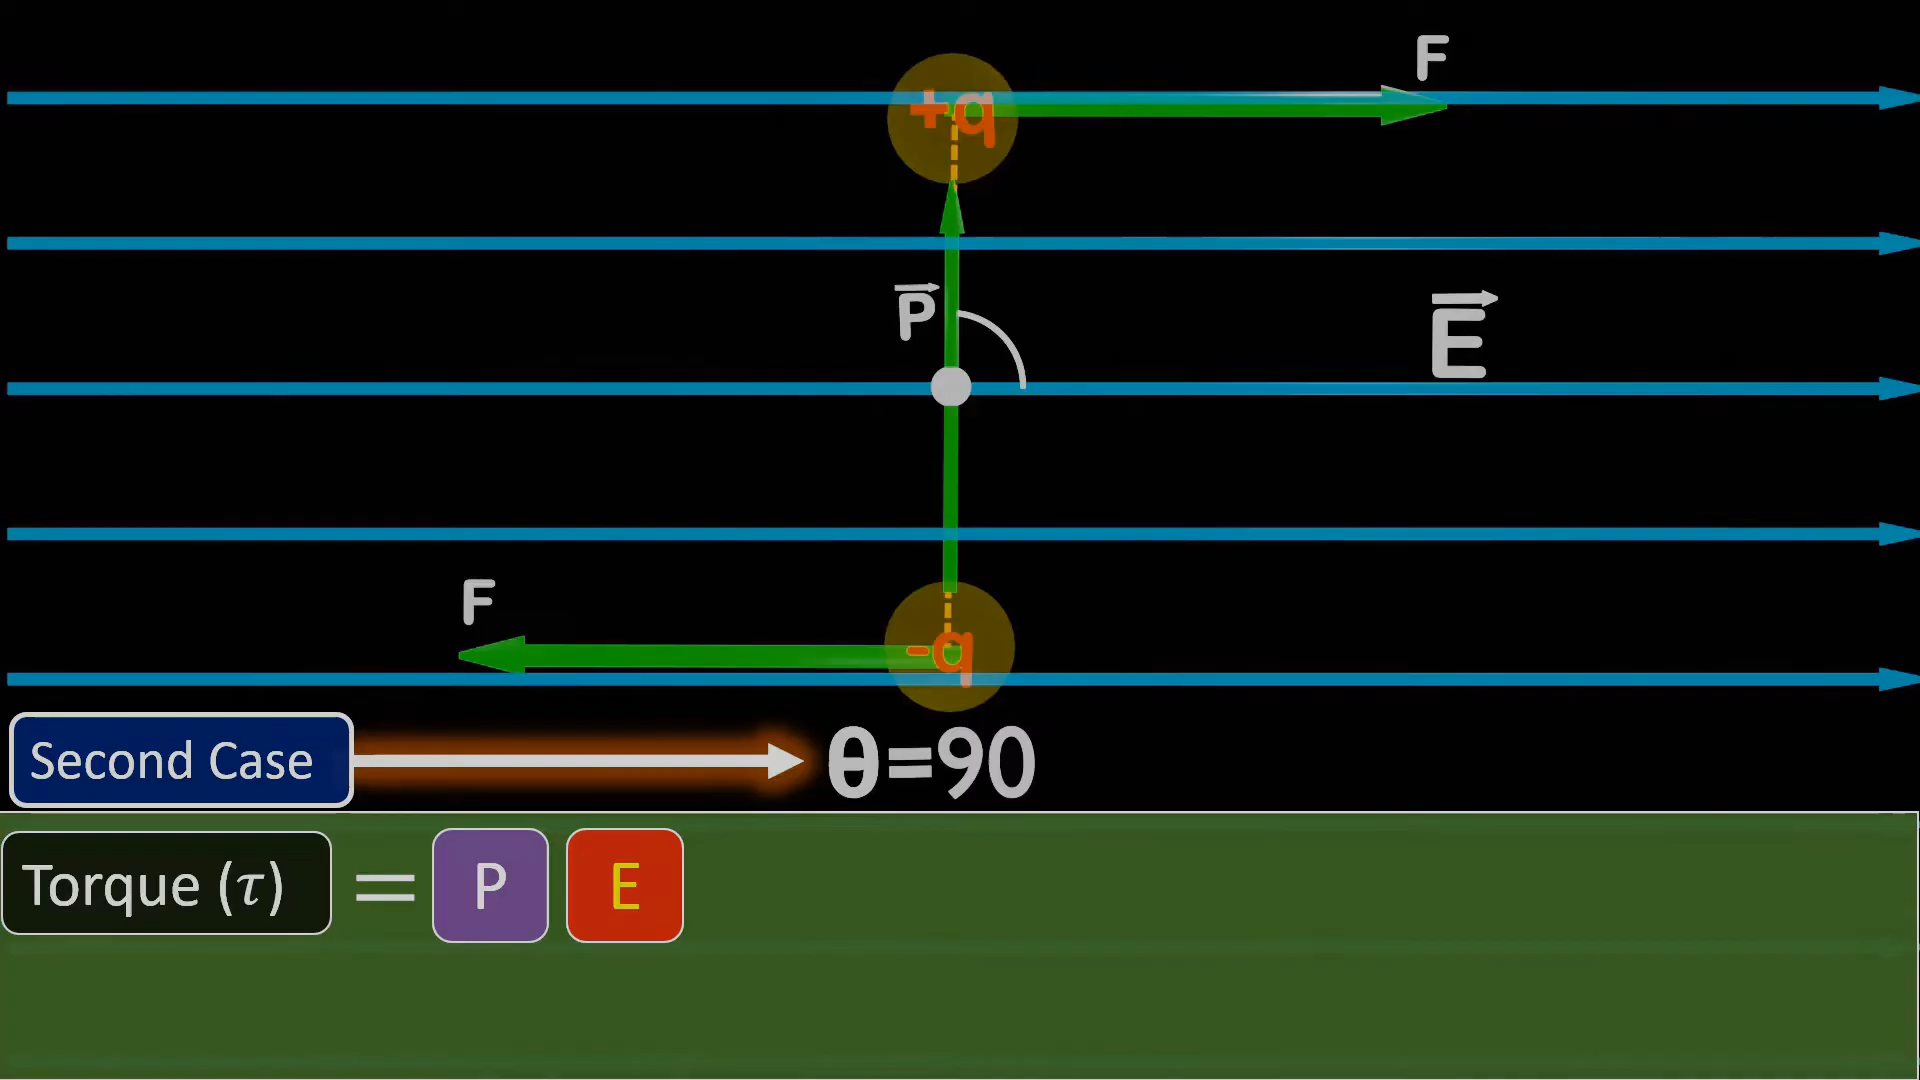 F
+q
P
E
F
-q
Second Case
θ=90
Torque (τ) = P E